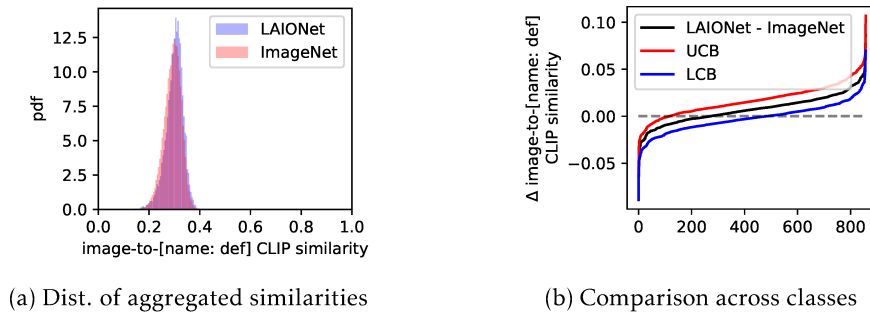 12.5
10.0
7.5
5.0
2.5
0.0
pdf
LAIONet
ImageNet
0.0 0.2 0.4 0.6 0.8 1.0
image-to-[name: def] CLIP similarity
(a) Dist. of aggregated similarities
0.10
0.05
0.00
−0.05
Δ image-to-[name: def]
CLIP similarity
LAIONet - ImageNet
UCB
LCB
0 200 400 600 800
(b) Comparison across classes